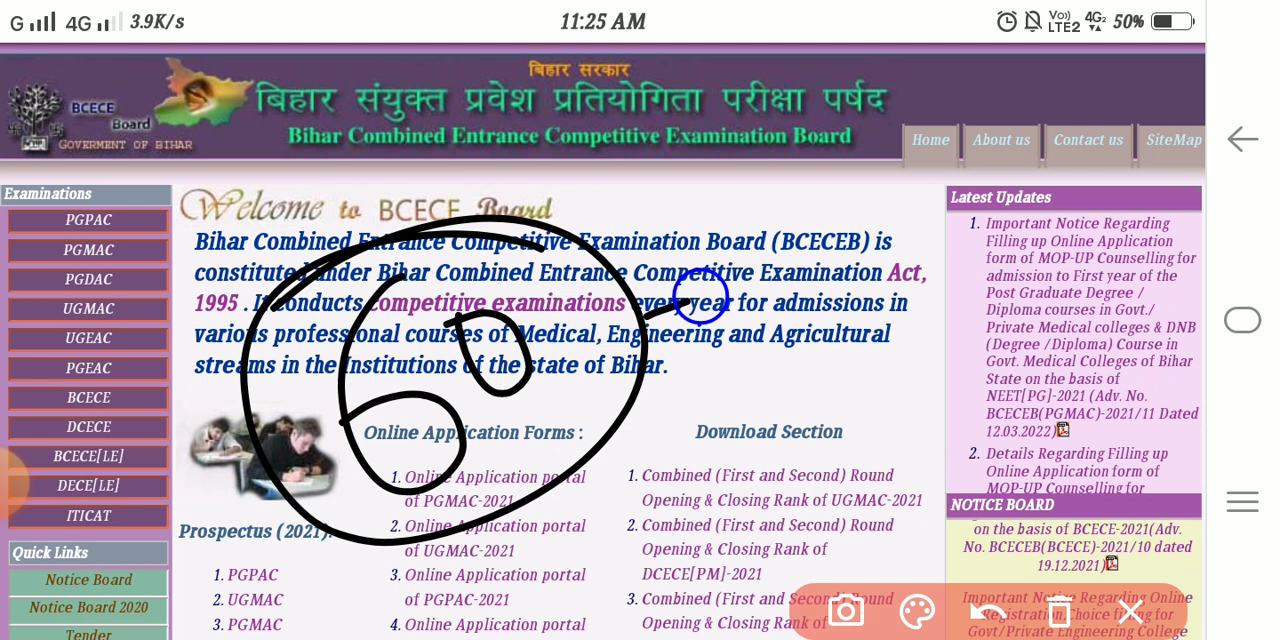 G 4G 3.9K/s 11:25 AM Vo)) LTE2 4G2 50%
बिहार सरकार
बिहार संयुक्त प्रवेश प्रतियोगिता परीक्षा पर्षद
Bihar Combined Entrance Competitive Examination Board
BCECE
Board
GOVERMENT OF BIHAR
Home About us Contact us SiteMap
Examinations
PGPAC
PGMAC
PGDAC
UGMAC
UGEAC
PGEAC
BCECE
DCECE
BCECE[LE]
DECE[LE]
ITICAT
Quick Links
Notice Board
Notice Board 2020
Tender
Welcome to BCECE Board
Bihar Combined Entrance Competitive Examination Board (BCECEB) is
constituted under Bihar Combined Entrance Competitive Examination Act,
1995 . It conducts competitive examinations every year for admissions in
various professional courses of Medical, Engineering and Agricultural
streams in the Institutions of the state of Bihar.
Prospectus (2021):
1. PGPAC
2. UGMAC
3. PGMAC
Online Application Forms :
1. Online Application portal
of PGMAC-2021
2. Online Application portal
of UGMAC-2021
3. Online Application portal
of PGPAC-2021
4. Online Application portal
Download Section
1. Combined (First and Second) Round
Opening & Closing Rank of UGMAC-2021
2. Combined (First and Second) Round
Opening & Closing Rank of
DCECE[PM]-2021
3. Combined (First and Second) Round
Opening & Closing Rank of
Latest Updates
1. Important Notice Regarding
Filling up Online Application
form of MOP-UP Counselling for
admission to First year of the
Post Graduate Degree /
Diploma courses in Govt./
Private Medical colleges & DNB
(Degree /Diploma) Course in
Govt. Medical Colleges of Bihar
State on the basis of
NEET[PG]-2021 (Adv. No.
BCECEB(PGMAC)-2021/11 Dated
12.03.2022)
2. Details Regarding Filling up
Online Application form of
MOP-UP Counselling for
NOTICE BOARD
on the basis of BCECE-2021(Adv.
No. BCECEB(BCECE)-2021/10 dated
19.12.2021)
Important Notice Regarding Online
Registration,Choice filling for
Govt/Private Engineering College